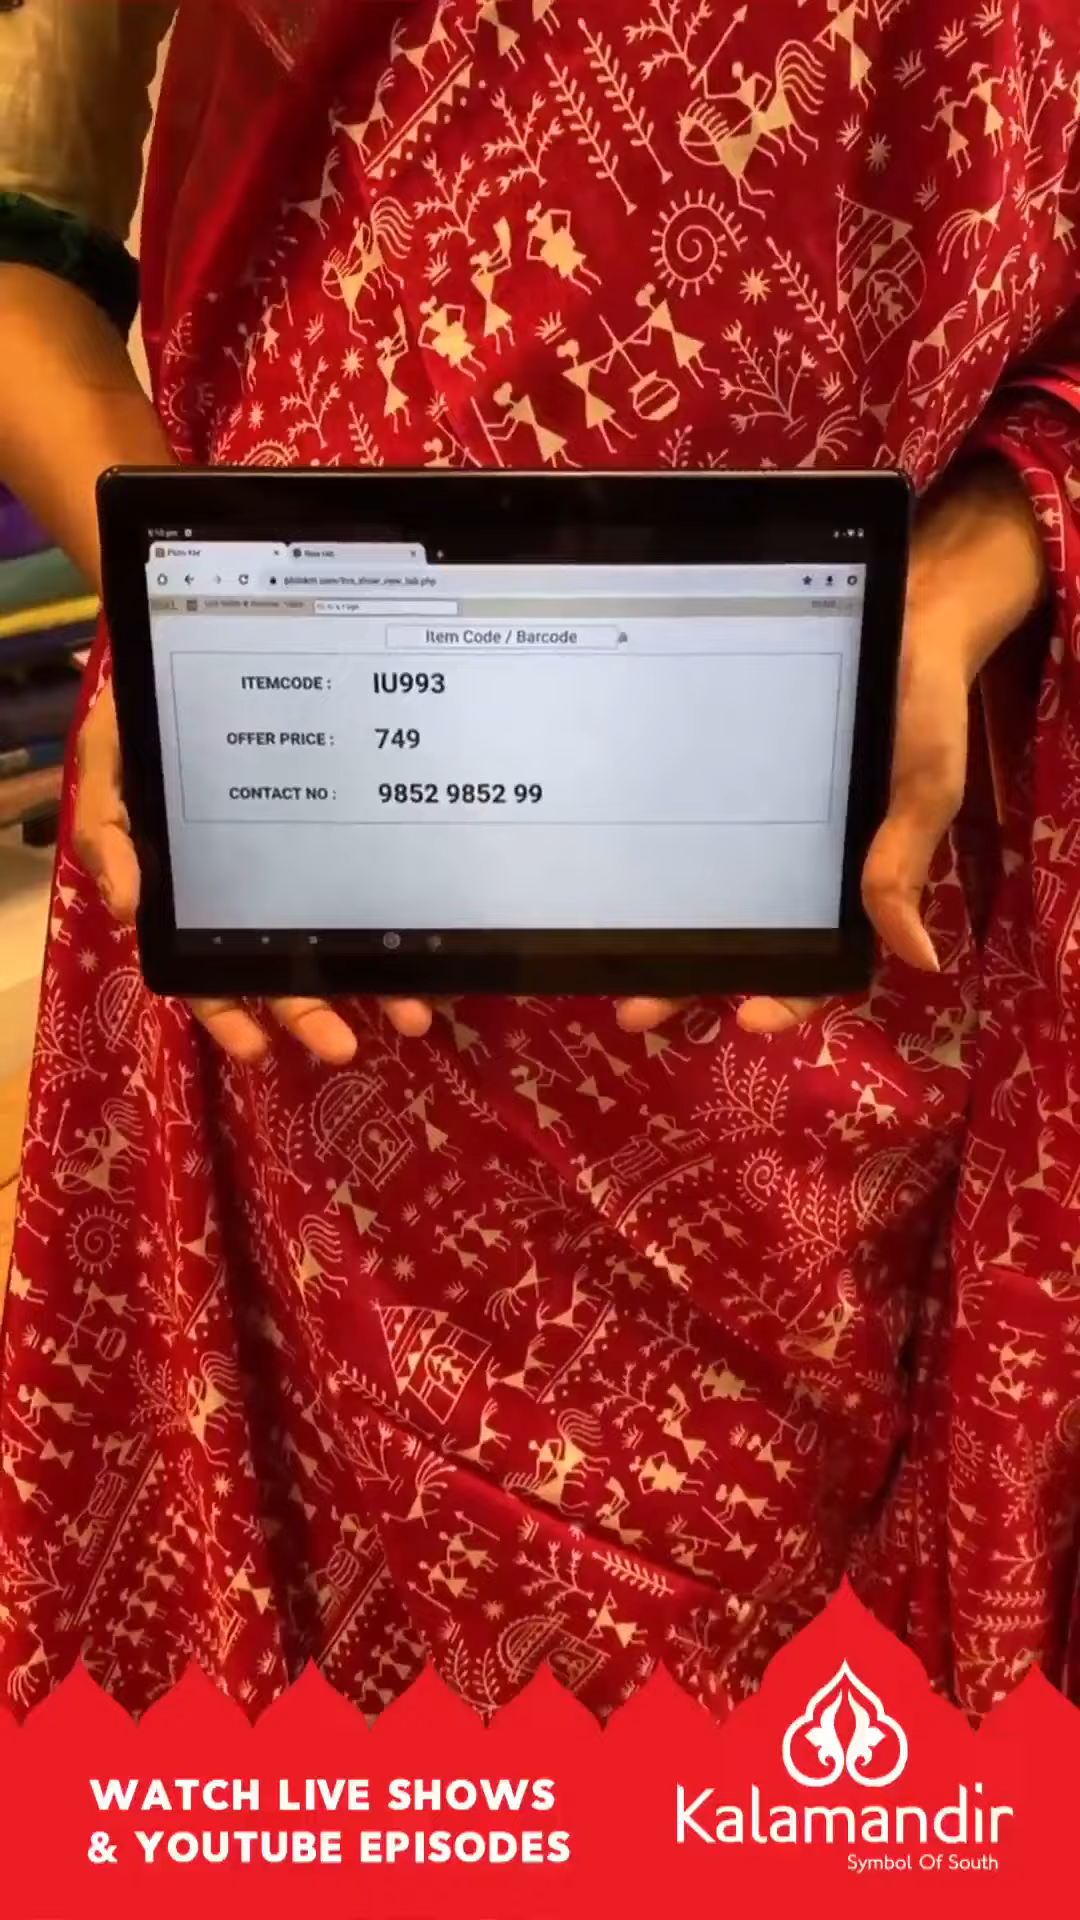 Item Code / Barcode
ITEMCODE : IU993
OFFER PRICE : 749
CONTACT NO : 9852 9852 99
WATCH LIVE SHOWS
& YOUTUBE EPISODES
Kalamandir
Symbol Of South